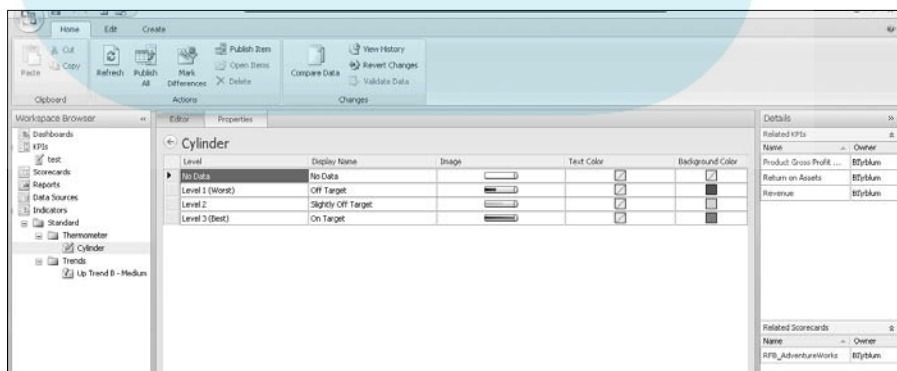 Home Edit Create
Cut
Copy
Paste
Refresh
Publish All
Mark Differences
Publish Item
Open Items
Delete
Compare Data
View History
Revert Changes
Validate Data
Clipboard Actions Changes
Workspace Browser
Dashboards
KPIs
test
Scorecards
Reports
Data Sources
Indicators
Standard
Thermometer
Cylinder
Trends
Up Trend B - Medium
Editor Properties
Cylinder
Level Display Name Image Text Color Background Color
No Data No Data
Level 1 (Worst) Off Target
Level 2 Slightly Off Target
Level 3 (Best) On Target
Details
Related KPIs
Name Owner
Product Gross Profit ... BI\rblum
Return on Assets BI\rblum
Revenue BI\rblum
Related Scorecards
Name Owner
RFB_AdventureWorks BI\rblum